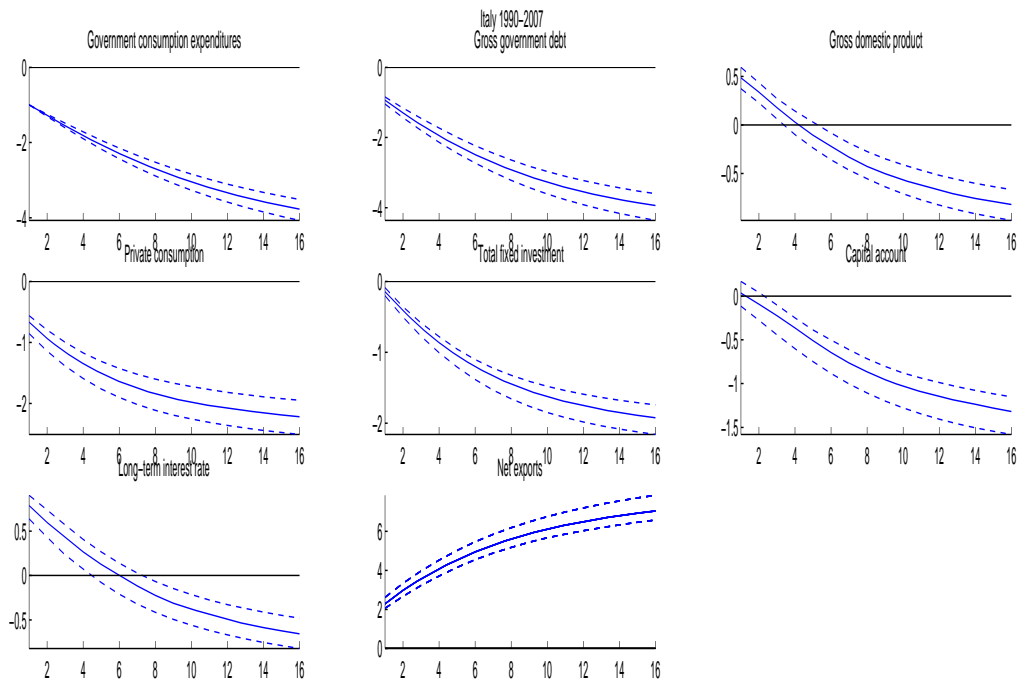 Italy 1990−2007
Government consumption expenditures
Gross government debt
Gross domestic product
0
−2
−4
2 4 6 8 10 12 14 16
0
−2
−4
2 4 6 8 10 12 14 16
0.5
0
−0.5
2 4 6 8 10 12 14 16
Private consumption
Total fixed investment
Capital account
0
−1
−2
2 4 6 8 10 12 14 16
0
−1
−2
2 4 6 8 10 12 14 16
0
−0.5
−1
−1.5
2 4 6 8 10 12 14 16
Long−term interest rate
Net exports
0.5
0
−0.5
2 4 6 8 10 12 14 16
6
4
2
0
2 4 6 8 10 12 14 16